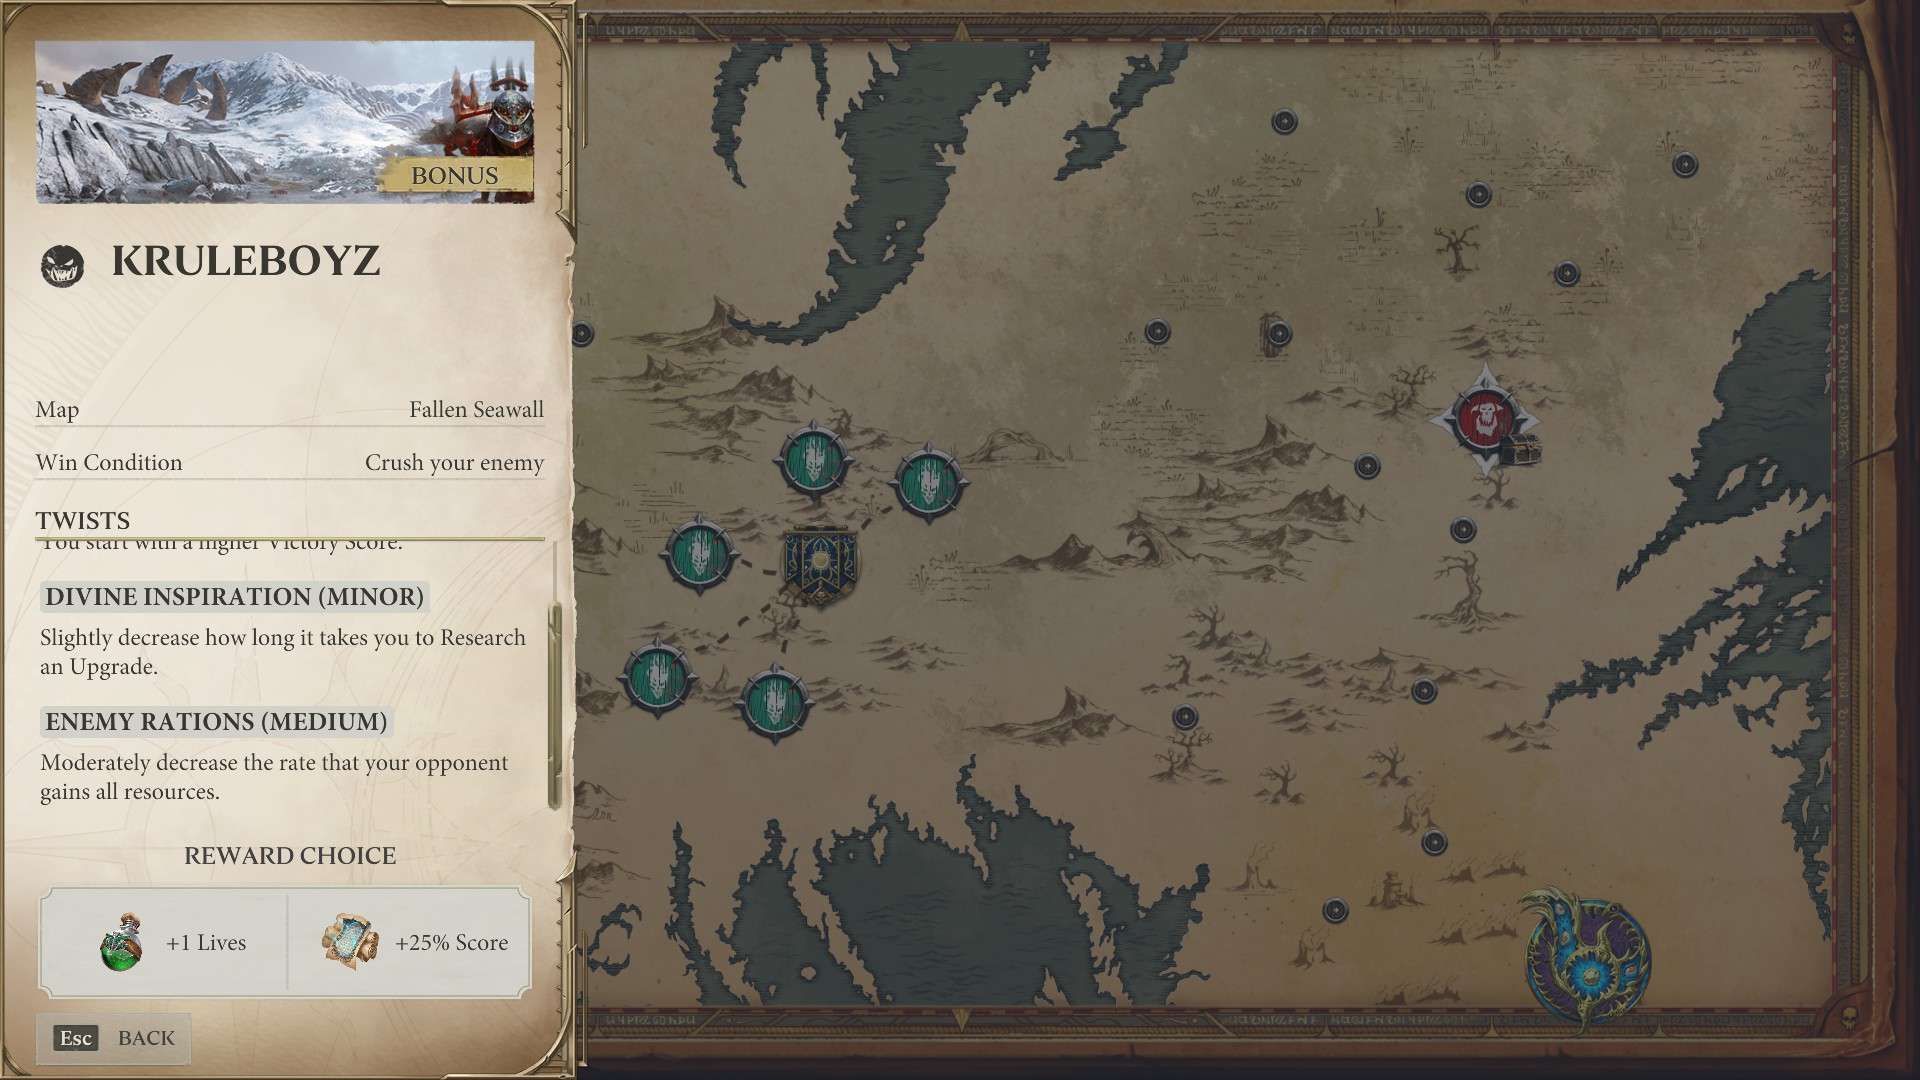 BONUS
KRULEBOYZ
Map Fallen Seawall
Win Condition Crush your enemy
TWISTS
You start with a higher Victory Score.
DIVINE INSPIRATION (MINOR)
Slightly decrease how long it takes you to Research
an Upgrade.
ENEMY RATIONS (MEDIUM)
Moderately decrease the rate that your opponent
gains all resources.
REWARD CHOICE
+1 Lives +25% Score
Esc BACK